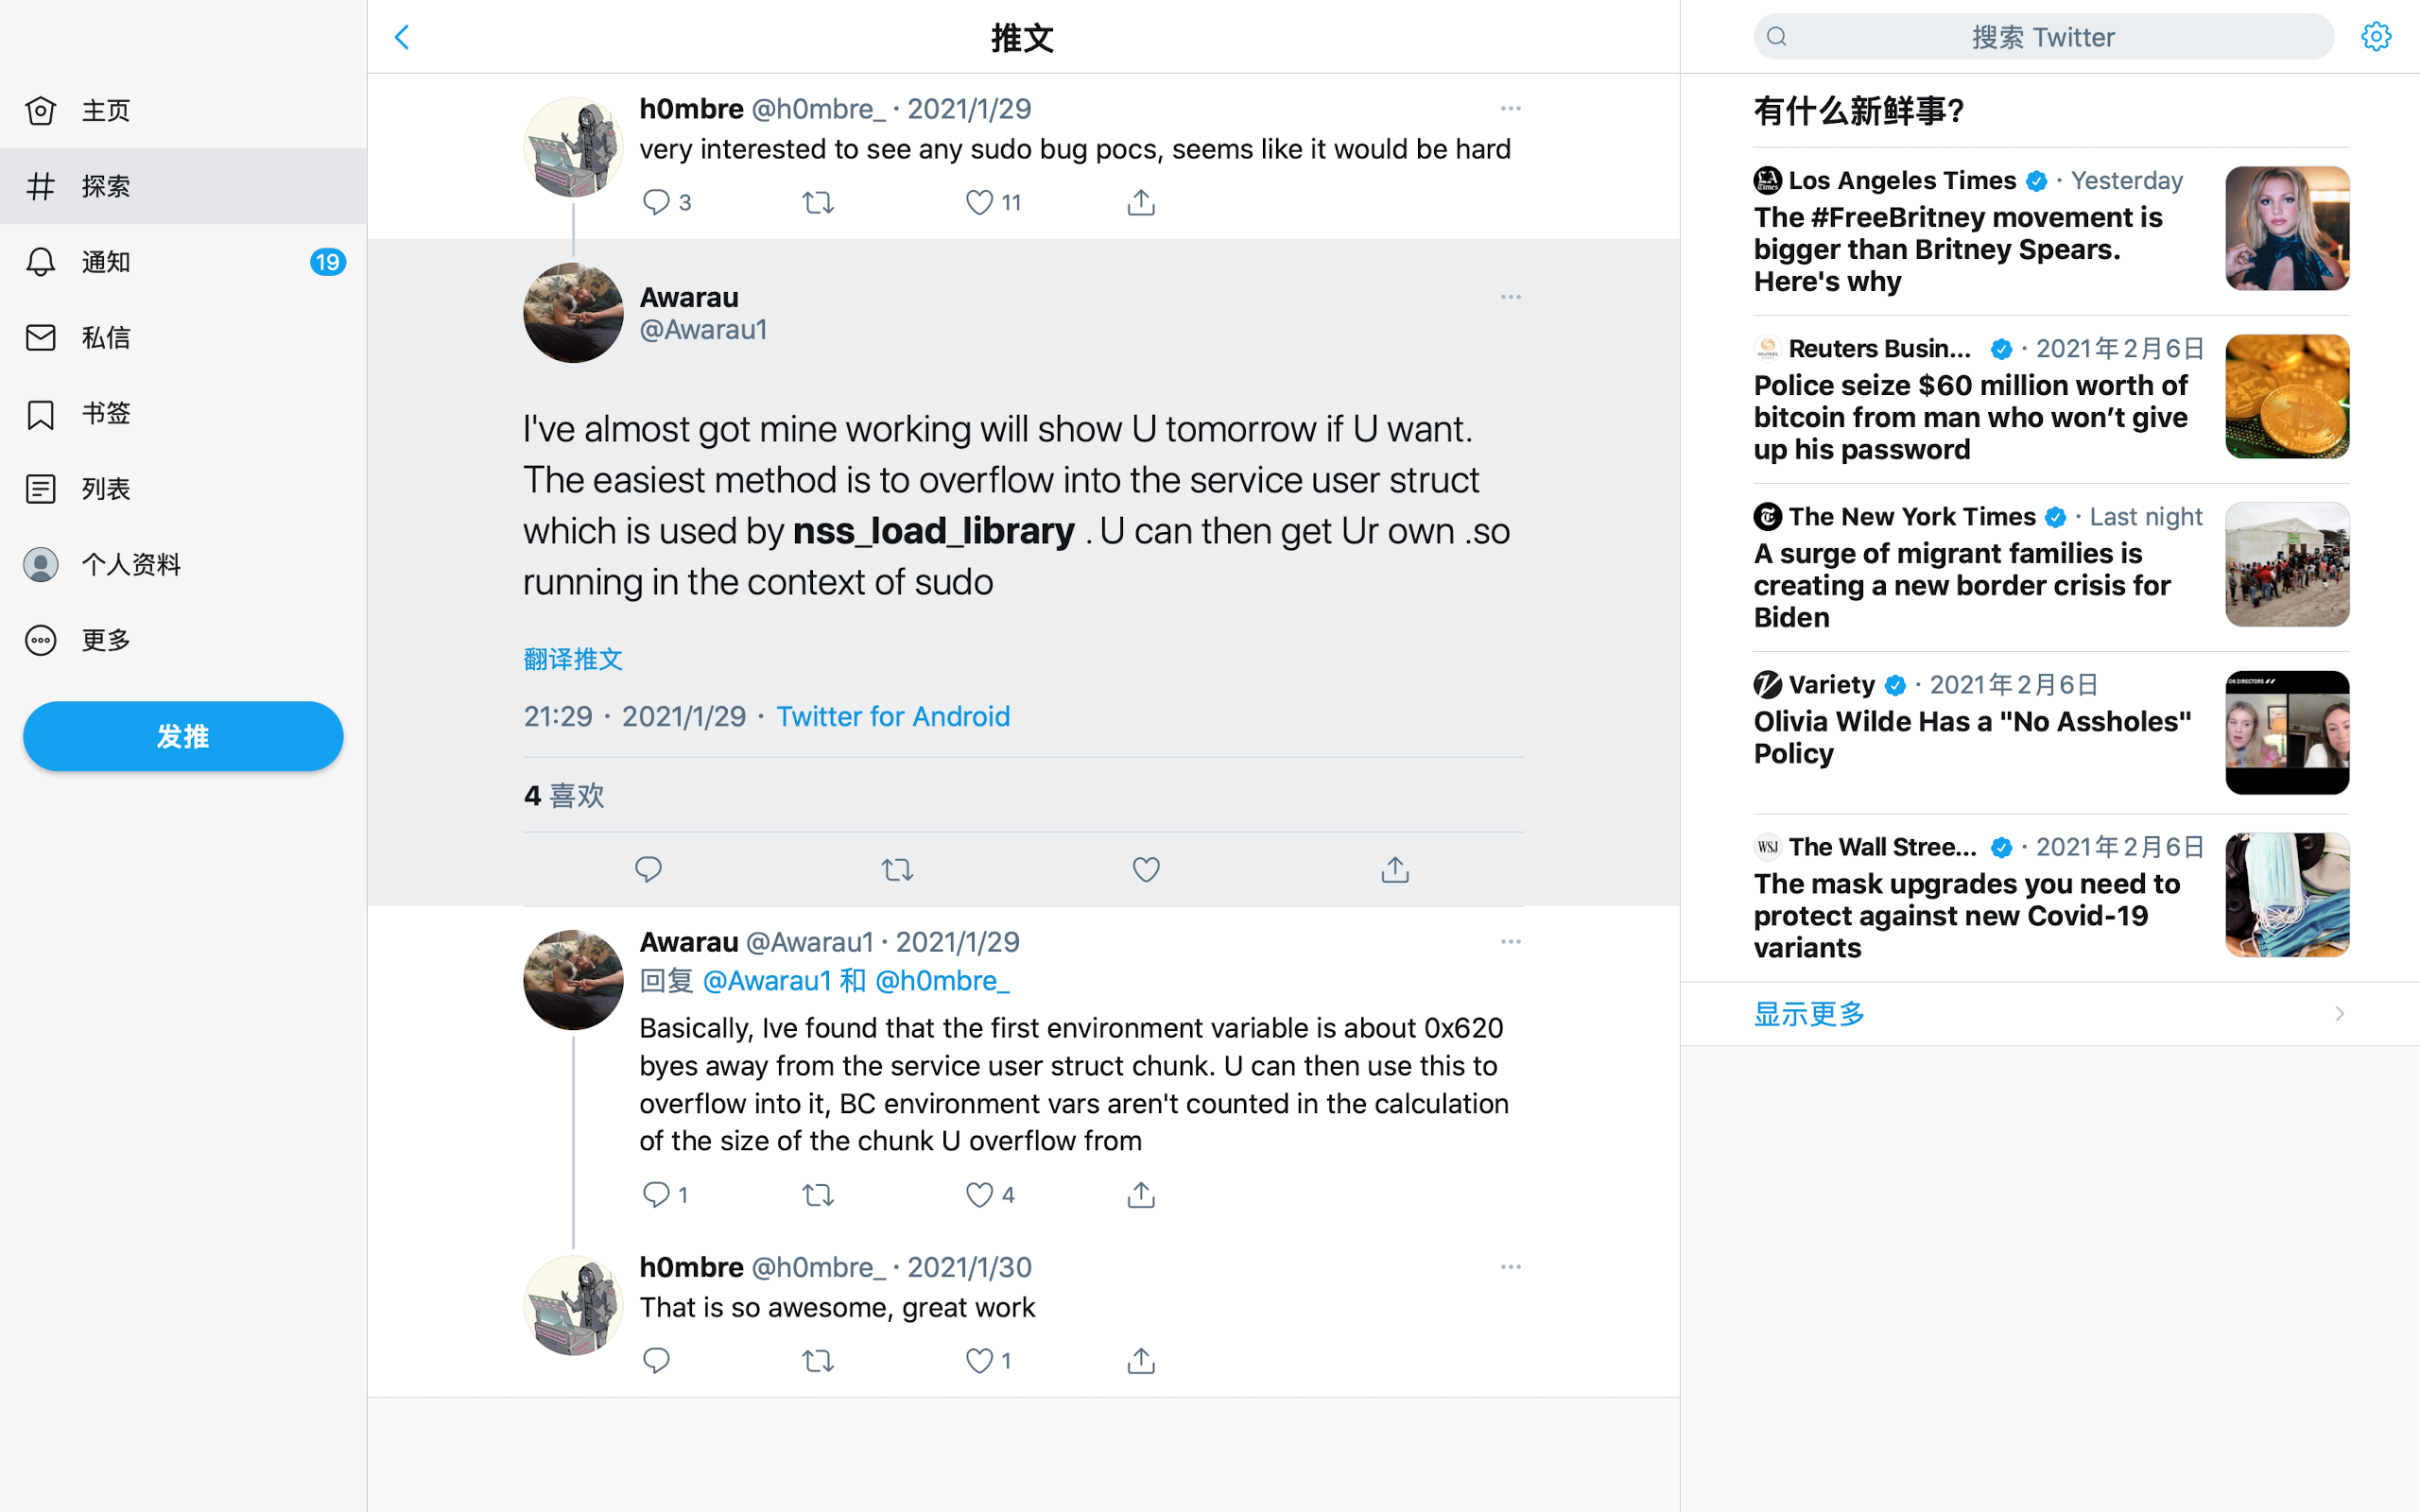 主页
探索
通知
19
私信
书签
列表
个人资料
更多
发推
推文
h0mbre @h0mbre_ · 2021/1/29
very interested to see any sudo bug pocs, seems like it would be hard
3
11
Awarau
@Awarau1
I've almost got mine working will show U tomorrow if U want.
The easiest method is to overflow into the service user struct
which is used by nss_load_library . U can then get Ur own .so
running in the context of sudo
翻译推文
21:29 · 2021/1/29 · Twitter for Android
4 喜欢
Awarau @Awarau1 · 2021/1/29
回复 @Awarau1 和 @h0mbre_
Basically, Ive found that the first environment variable is about 0x620
byes away from the service user struct chunk. U can then use this to
overflow into it, BC environment vars aren't counted in the calculation
of the size of the chunk U overflow from
1
4
h0mbre @h0mbre_ · 2021/1/30
That is so awesome, great work
1
搜索 Twitter
有什么新鲜事?
LA Times
Los Angeles Times · Yesterday
The #FreeBritney movement is
bigger than Britney Spears.
Here's why
REUTERS
Reuters Busin... · 2021年2月6日
Police seize $60 million worth of
bitcoin from man who won’t give
up his password
The New York Times · Last night
A surge of migrant families is
creating a new border crisis for
Biden
Variety · 2021年2月6日
Olivia Wilde Has a "No Assholes"
Policy
ON DIRECTORS
WSJ
The Wall Stree... · 2021年2月6日
The mask upgrades you need to
protect against new Covid-19
variants
显示更多